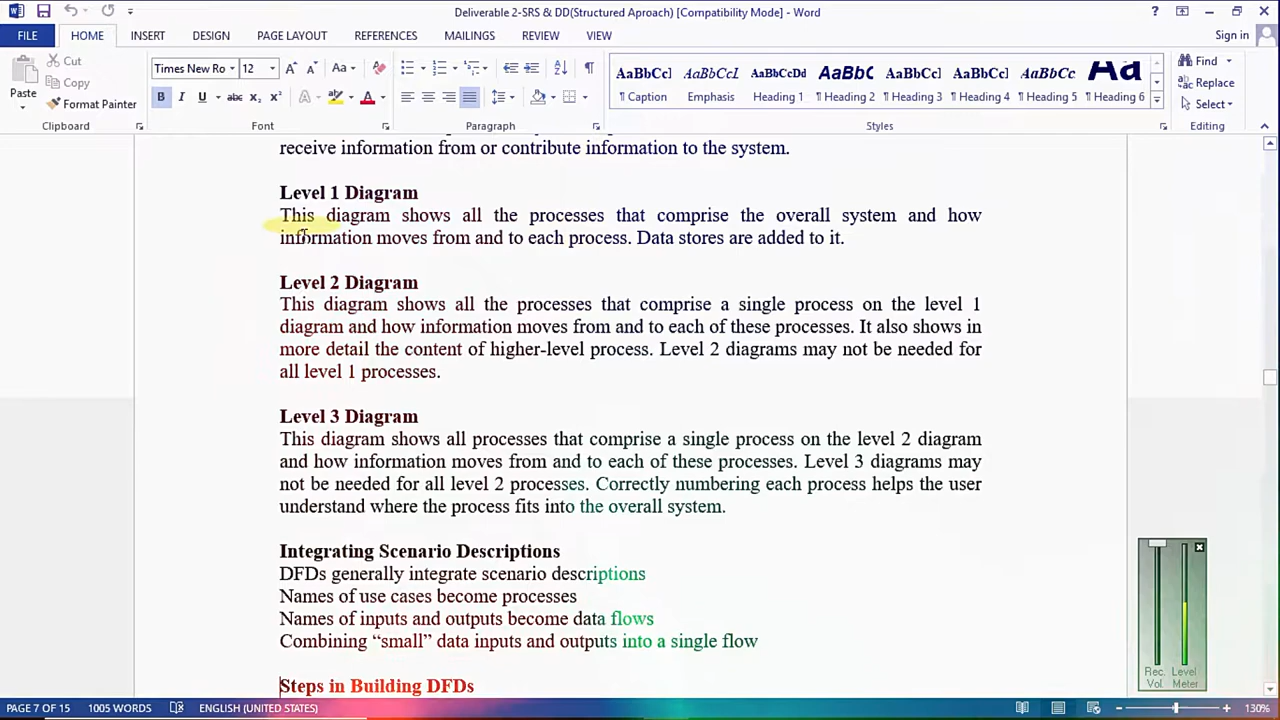 Deliverable 2-SRS & DD(Structured Aproach) [Compatibility Mode] - Word
FILE HOME INSERT DESIGN PAGE LAYOUT REFERENCES MAILINGS REVIEW VIEW Sign in
Paste
Cut
Copy
Format Painter
Times New Ro 12
AaBbCcl AaBbCcL AaBbCcDd AaBbC AaBbCcl AaBbCcl AaBbCc Aa
¶ Caption Emphasis Heading 1 ¶ Heading 2 ¶ Heading 3 ¶ Heading 4 ¶ Heading 5 ¶ Heading 6
Find
Replace
Select
Clipboard Font Paragraph Styles Editing
receive information from or contribute information to the system.
Level 1 Diagram
This diagram shows all the processes that comprise the overall system and how
information moves from and to each process. Data stores are added to it.
Level 2 Diagram
This diagram shows all the processes that comprise a single process on the level 1
diagram and how information moves from and to each of these processes. It also shows in
more detail the content of higher-level process. Level 2 diagrams may not be needed for
all level 1 processes.
Level 3 Diagram
This diagram shows all processes that comprise a single process on the level 2 diagram
and how information moves from and to each of these processes. Level 3 diagrams may
not be needed for all level 2 processes. Correctly numbering each process helps the user
understand where the process fits into the overall system.
Integrating Scenario Descriptions
DFDs generally integrate scenario descriptions
Names of use cases become processes
Names of inputs and outputs become data flows
Combining “small” data inputs and outputs into a single flow
Steps in Building DFDs
Rec. Vol
Level Meter
PAGE 7 OF 15 1005 WORDS ENGLISH (UNITED STATES) 130%